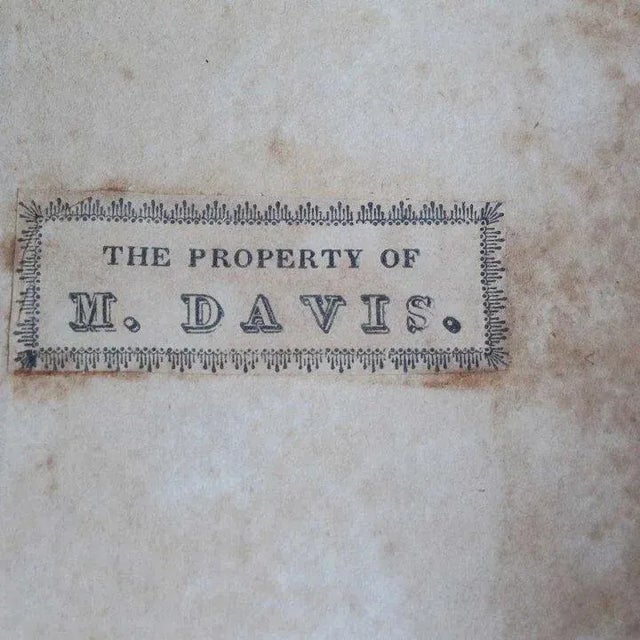 THE PROPERTY OF
M. DAVIS.